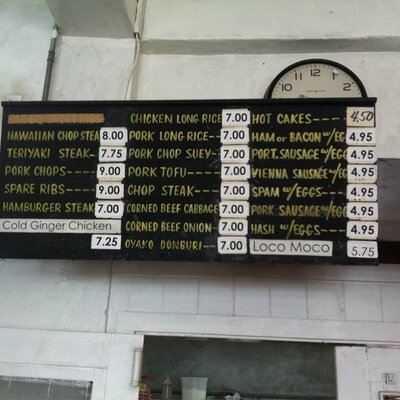 HAWAIIAN CHOP STEA 8.00
TERIYAKI STEAK 7.75
PORK CHOPS 9.00
SPARE RIBS 9.00
HAMBURGER STEAK 7.00
Cold Ginger Chicken
7.25
CHICKEN LONG RICE 7.00
PORK LONG RICE 7.00
PORK CHOP SUEY 7.00
PORK TOFU 7.00
CHOP STEAK 7.00
CORNED BEEF CABBAGE 7.00
CORNED BEEF ONION 7.00
OYAKO DONBURI 7.00
HOT CAKES 4.50
HAM or BACON w/EG 4.95
PORT. SAUSAGE w/EGG 4.95
VIENNA SAUSAGE w/EG 4.95
SPAM w/EGGS 4.95
PORK SAUSAGE w/EGG 4.95
HASH w/EGGS 4.95
Loco Moco 5.75